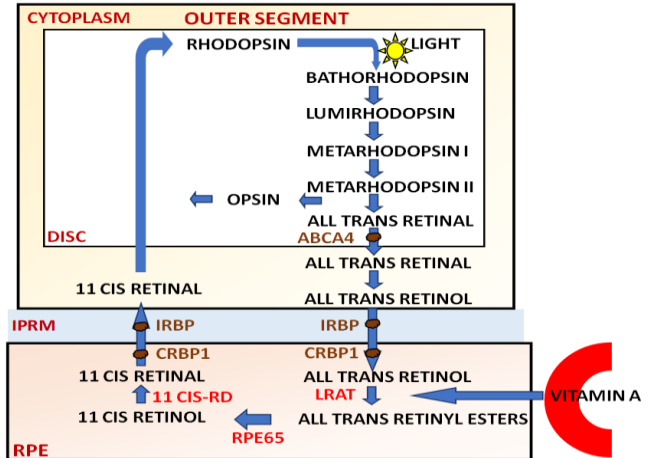 CYTOPLASM OUTER SEGMENT
RHODOPSIN LIGHT
BATHORHODOPSIN
LUMIRHODOPSIN
METARHODOPSIN I
METARHODOPSIN II
OPSIN
ALL TRANS RETINAL
DISC ABCA4
ALL TRANS RETINAL
11 CIS RETINAL
ALL TRANS RETINOL
IPRM IRBP IRBP
CRBP1 CRBP1
11 CIS RETINAL ALL TRANS RETINOL
11 CIS-RD LRAT VITAMIN A
11 CIS RETINOL ALL TRANS RETINYL ESTERS
RPE65
RPE